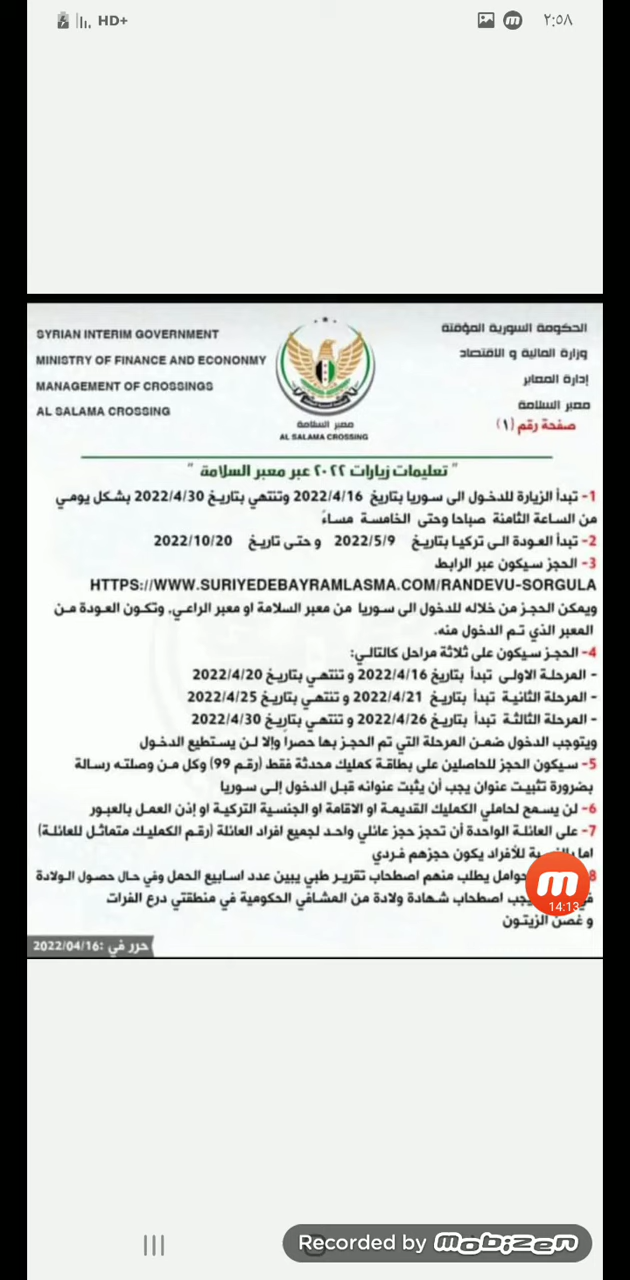 HD+
٢:٥٨
SYRIAN INTERIM GOVERNMENT
MINISTRY OF FINANCE AND ECONONMY
MANAGEMENT OF CROSSINGS
AL SALAMA CROSSING
الحكومة السورية المؤقتة
وزارة المالية و الاقتصاد
إدارة المعابر
معبر السلامة
صفحة رقم (١)
معبر السلامة
AL SALAMA CROSSING
" تعليمات زيارات ٢٠٢٢ عبر معبر السلامة "
1- تبدأ الزيارة للدخول الى سوريا بتاريخ 2022/4/16 وتنتهي بتاريخ 2022/4/30 بشكل يومي
من الساعة الثامنة صباحا وحتى الخامسة مساءً
2- تبدأ العودة الى تركيا بتاريخ 2022/5/9 وحتى تاريخ 2022/10/20
3- الحجز سيكون عبر الرابط
HTTPS://WWW.SURIYEDEBAYRAMLASMA.COM/RANDEVU-SORGULA
ويمكن الحجز من خلاله للدخول الى سوريا من معبر السلامة او معبر الراعي, وتكون العودة من
المعبر الذي تم الدخول منه.
4- الحجز سيكون على ثلاثة مراحل كالتالي:
- المرحلة الاولى تبدأ بتاريخ 2022/4/16 و تنتهي بتاريخ 2022/4/20
- المرحلة الثانية تبدأ بتاريخ 2022/4/21 و تنتهي بتاريخ 2022/4/25
- المرحلة الثالثة تبدأ بتاريخ 2022/4/26 و تنتهي بتاريخ 2022/4/30
ويتوجب الدخول ضمن المرحلة التي تم الحجز بها حصرا وإلا لن يستطيع الدخول
5- سيكون الحجز للحاصلين على بطاقة كمليك محدثة فقط (رقم 99) وكل من وصلته رسالة
بضرورة تثبيت عنوان يجب أن يثبت عنوانه قبل الدخول إلى سوريا
6- لن يسمح لحاملي الكمليك القديمة او الاقامة او الجنسية التركية او إذن العمل بالعبور
7- على العائلة الواحدة أن تحجز حجز عائلي واحد لجميع افراد العائلة (رقم الكمليك متماثل للعائلة)
اما للأفراد يكون حجزهم فردي
8 حوامل يطلب منهم اصطحاب تقرير طبي يبين عدد اسابيع الحمل وفي حال حصول الولادة
يجب اصطحاب شهادة ولادة من المشافي الحكومية في منطقتي درع الفرات
و غصن الزيتون
14:13
حرر في :2022/04/16
Recorded by mobizen